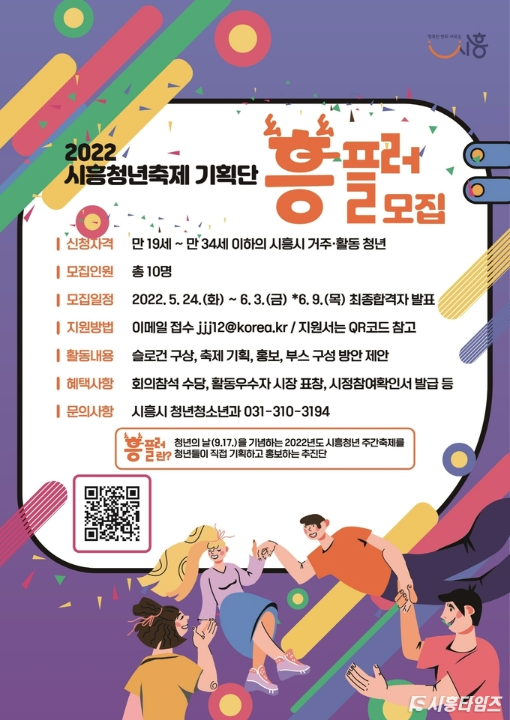 시흥
2022
시흥청년축제 기획단
흥플러
모집
신청자격 만 19세 ~ 만 34세 이하의 시흥시 거주·활동 청년
모집인원 총 10명
모집일정 2022. 5. 24.(화) ~ 6. 3.(금) *6. 9.(목) 최종합격자 발표
지원방법 이메일 접수 jjj12@korea.kr / 지원서는 QR코드 참고
활동내용 슬로건 구상, 축제 기획, 홍보, 부스 구성 방안 제안
혜택사항 회의참석 수당, 활동우수자 시장 표창, 시정참여확인서 발급 등
문의사항 시흥시 청년청소년과 031-310-3194
흥플러란? 청년의 날(9.17.)을 기념하는 2022년도 시흥청년 주간축제를
청년들이 직접 기획하고 홍보하는 추진단
시흥타임즈